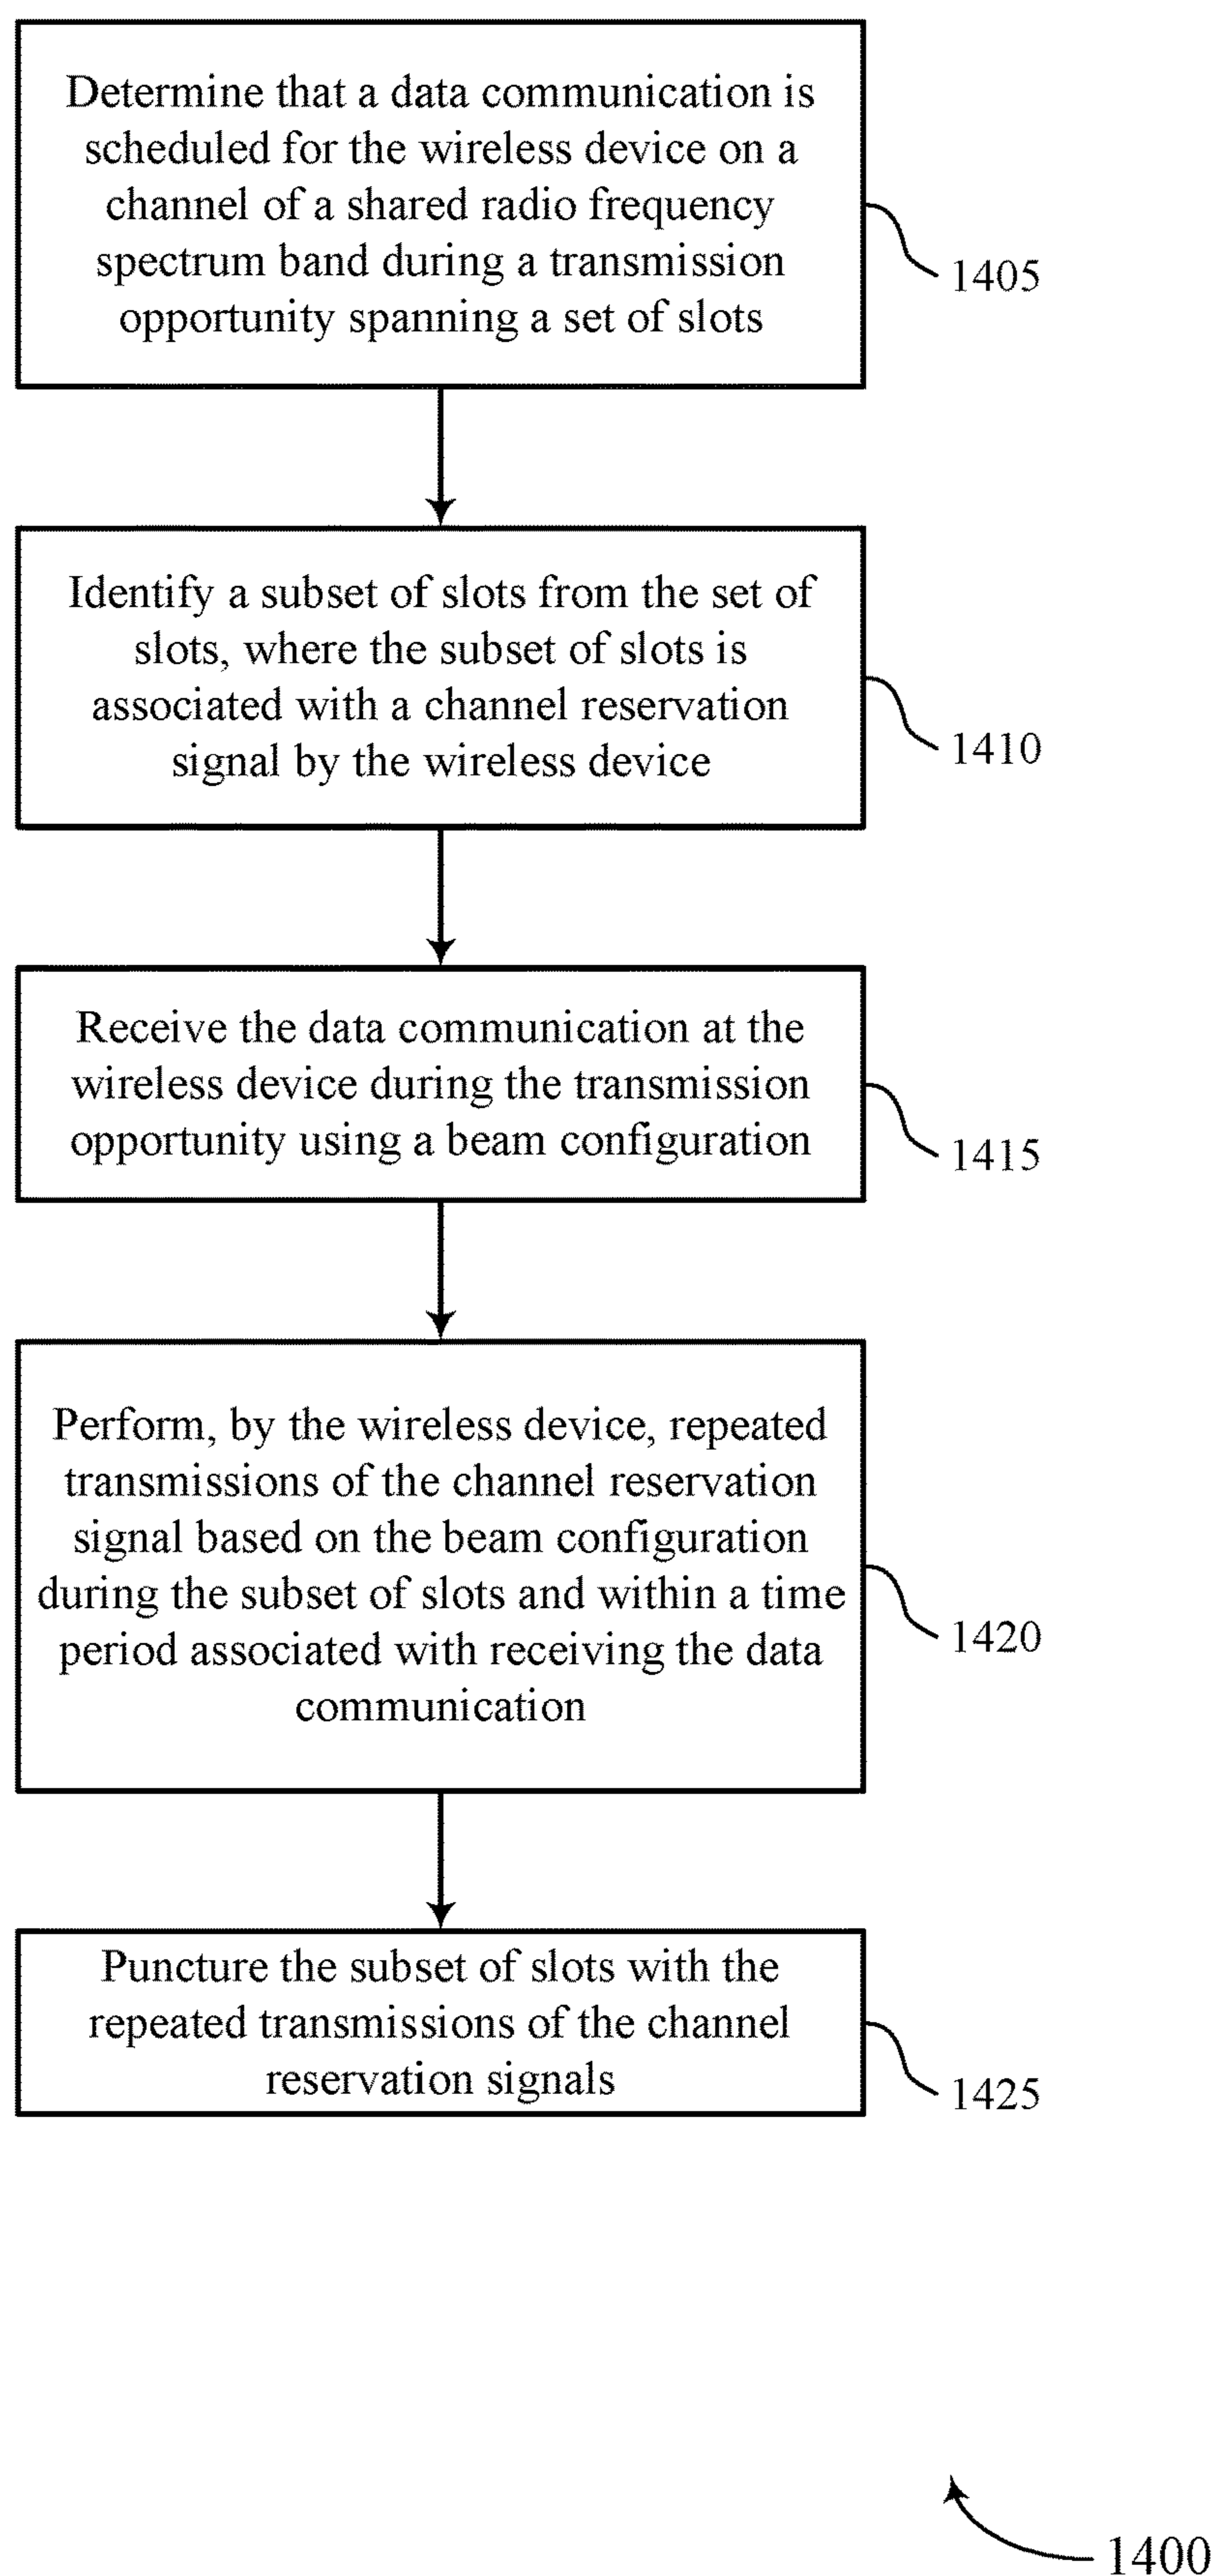 Determine that a data communication is
scheduled for the wireless device on a
channel of a shared radio frequency
spectrum band during a transmission
opportunity spanning a set of slots
1405
Identify a subset of slots from the set of
slots, where the subset of slots is
associated with a channel reservation
signal by the wireless device
1410
Receive the data communication at the
wireless device during the transmission
opportunity using a beam configuration
1415
Perform, by the wireless device, repeated
transmissions of the channel reservation
signal based on the beam configuration
during the subset of slots and within a time
period associated with receiving the data
communication
1420
Puncture the subset of slots with the
repeated transmissions of the channel
reservation signals
1425
1400